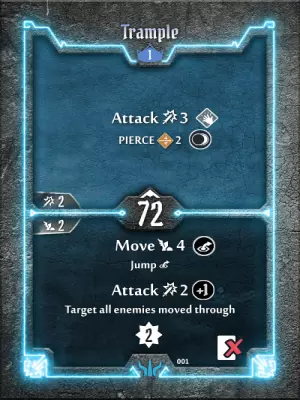 Trample
1
Attack 3
PIERCE 2
2
72
2
Move 4
Jump
Attack 2 +1
Target all enemies moved through
2
001